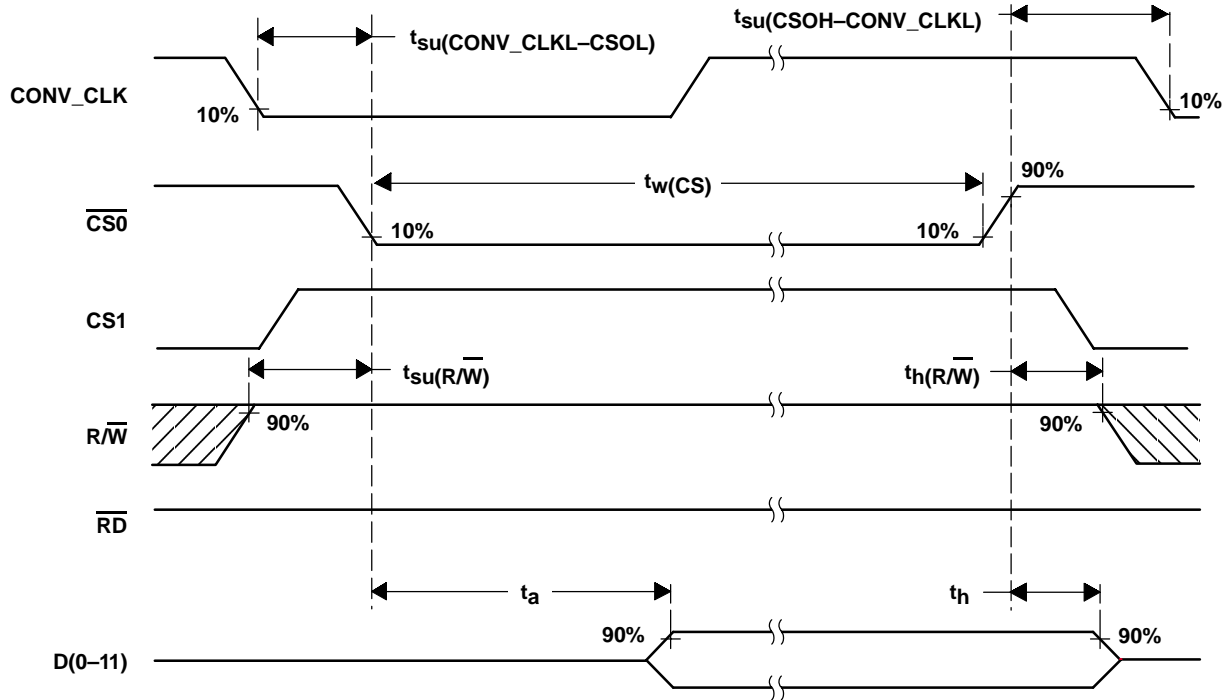 tsu(CONV_CLKL–CSOL)
tsu(CSOH–CONV_CLKL)
CONV_CLK
10%
10%
tw(CS)
90%
CS0
10%
10%
CS1
tsu(R/W)
th(R/W)
R/W
90%
90%
RD
ta
th
90%
90%
D(0–11)